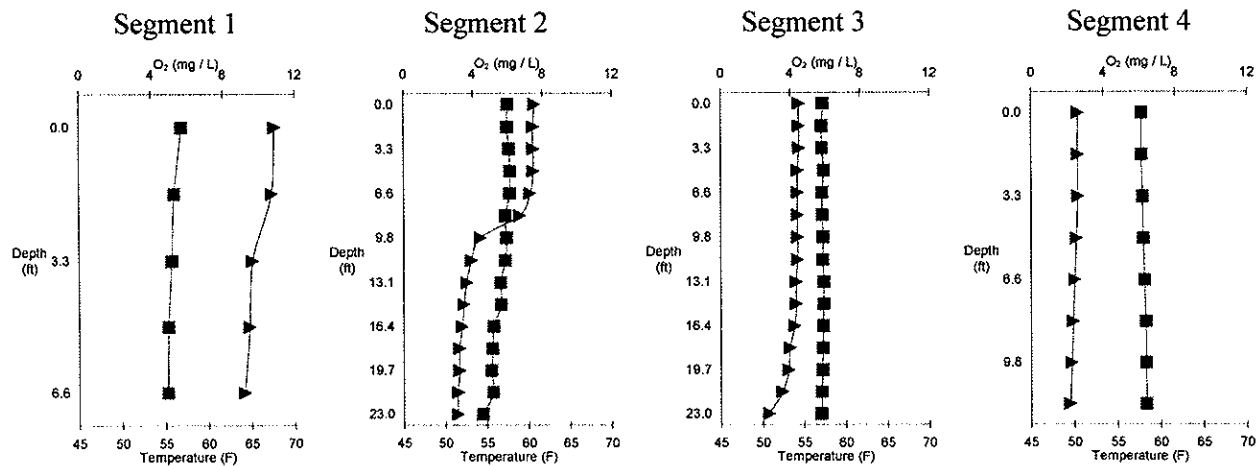 Segment 1
O₂ (mg / L)
0 4 8 12
0.0
3.3
6.6
Depth
(ft)
45 50 55 60 65 70
Temperature (F)
Segment 2
O₂ (mg / L)
0 4 8 12
0.0
3.3
6.6
9.8
13.1
16.4
19.7
23.0
Depth
(ft)
45 50 55 60 65 70
Temperature (F)
Segment 3
O₂ (mg / L)
0 4 8 12
0.0
3.3
6.6
9.8
13.1
16.4
19.7
23.0
Depth
(ft)
45 50 55 60 65 70
Temperature (F)
Segment 4
O₂ (mg / L)
0 4 8 12
0.0
3.3
6.6
9.8
Depth
(ft)
45 50 55 60 65 70
Temperature (F)